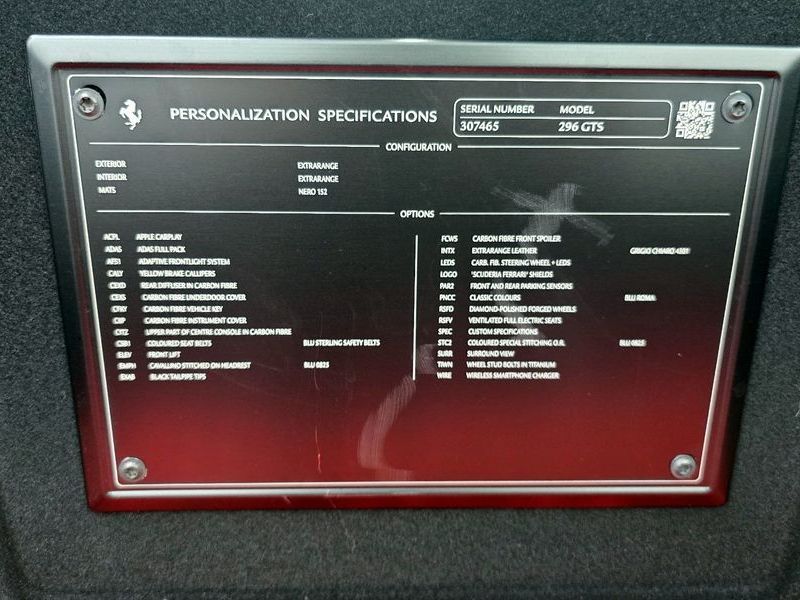 PERSONALIZATION SPECIFICATIONS
SERIAL NUMBER MODEL
307465 296 GTS
CONFIGURATION
EXTERIOR EXTRARANGE
INTERIOR EXTRARANGE
MATS NERO 152
OPTIONS
ACPL APPLE CARPLAY
ADAS ADAS FULL PACK
AFS1 ADAPTIVE FRONTLIGHT SYSTEM
CALY YELLOW BRAKE CALLIPERS
CEXD REAR DIFFUSER IN CARBON FIBRE
CEXS CARBON FIBRE UNDERDOOR COVER
CFKY CARBON FIBRE VEHICLE KEY
CIIP CARBON FIBRE INSTRUMENT COVER
CITZ UPPER PART OF CENTRE CONSOLE IN CARBON FIBRE
CSB1 COLOURED SEAT BELTS BLU STERLING SAFETY BELTS
ELEV FRONT LIFT
EMPH CAVALLINO STITCHED ON HEADREST BLU 0825
EXAB BLACK TAILPIPE TIPS
FCWS CARBON FIBRE FRONT SPOILER
INTX EXTRARANGE LEATHER GRIGIO CHIARO 4301
LEDS CARB. FIB. STEERING WHEEL + LEDS
LOGO "SCUDERIA FERRARI" SHIELDS
PAR2 FRONT AND REAR PARKING SENSORS
PNCC CLASSIC COLOURS BLU ROMA
RSFD DIAMOND-POLISHED FORGED WHEELS
RSFV VENTILATED FULL ELECTRIC SEATS
SPEC CUSTOM SPECIFICATIONS
STC2 COLOURED SPECIAL STITCHING O.R. BLU 0825
SURR SURROUND VIEW
TIWN WHEEL STUD BOLTS IN TITANIUM
WIRE WIRELESS SMARTPHONE CHARGER